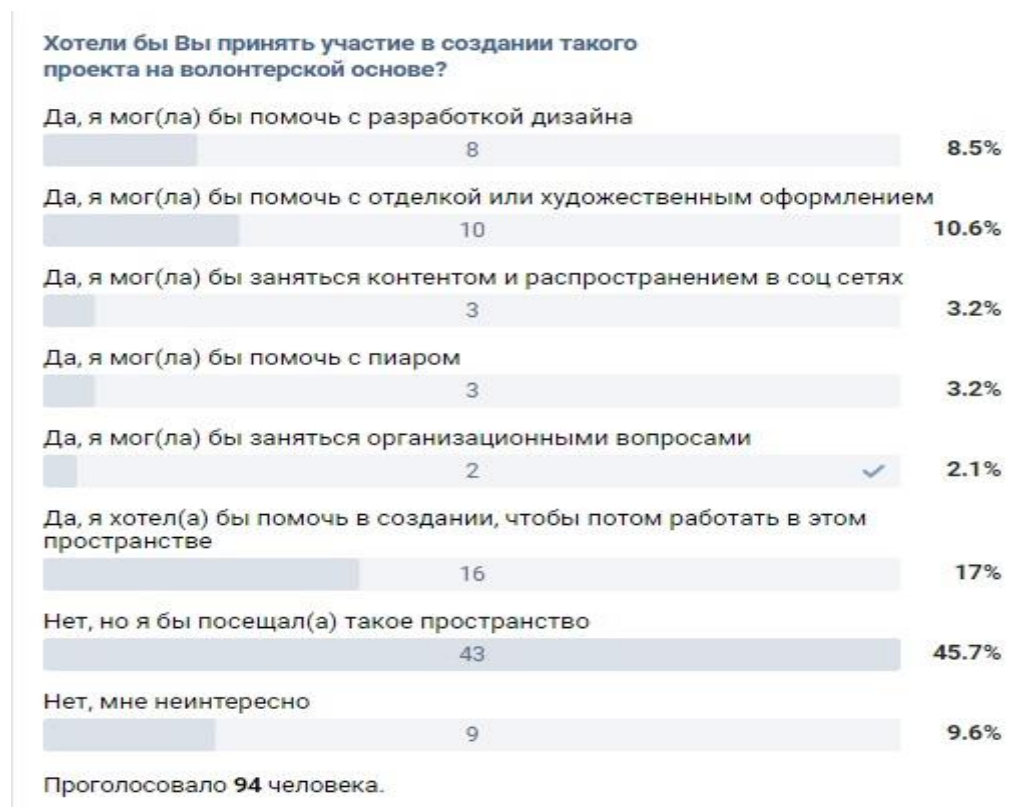 Хотели бы Вы принять участие в создании такого
проекта на волонтерской основе?
Да, я мог(ла) бы помочь с разработкой дизайна
8 8.5%
Да, я мог(ла) бы помочь с отделкой или художественным оформлением
10 10.6%
Да, я мог(ла) бы заняться контентом и распространением в соц сетях
3 3.2%
Да, я мог(ла) бы помочь с пиаром
3 3.2%
Да, я мог(ла) бы заняться организационными вопросами
2 2.1%
Да, я хотел(а) бы помочь в создании, чтобы потом работать в этом
пространстве
16 17%
Нет, но я бы посещал(а) такое пространство
43 45.7%
Нет, мне неинтересно
9 9.6%
Проголосовало 94 человека.